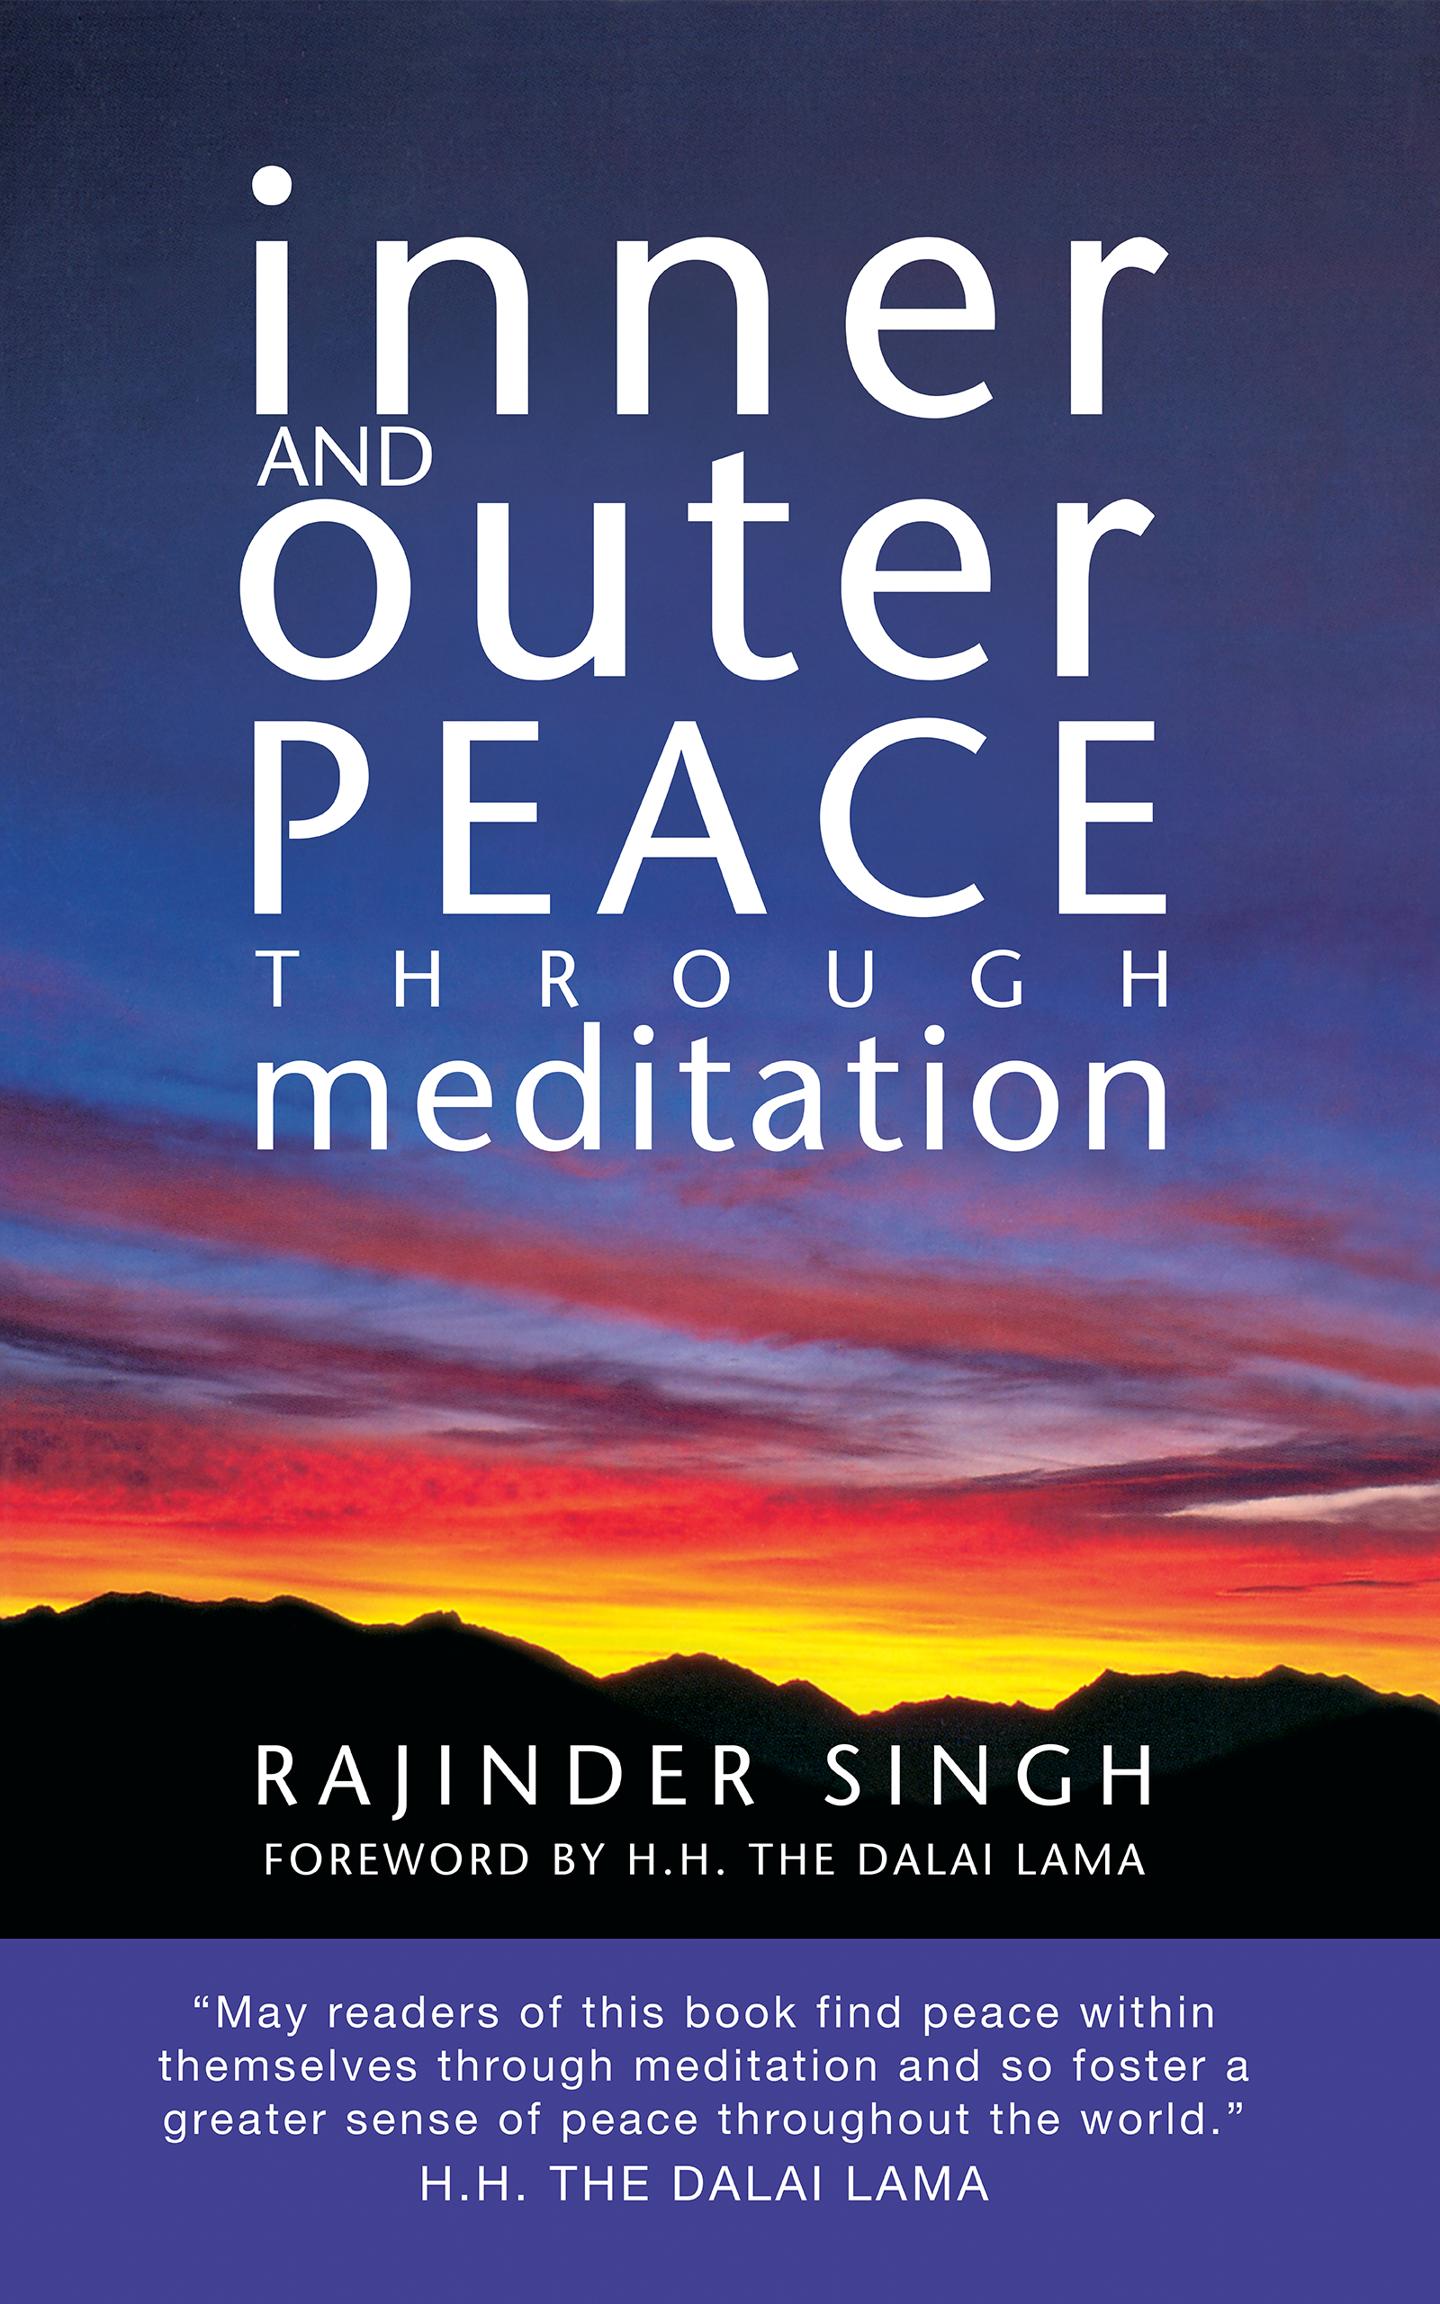 inner
AND
outer
PEACE
THROUGH
meditation
RAJINDER SINGH
FOREWORD BY H.H. THE DALAI LAMA
“May readers of this book find peace within
themselves through meditation and so foster a
greater sense of peace throughout the world.”
H.H. THE DALAI LAMA